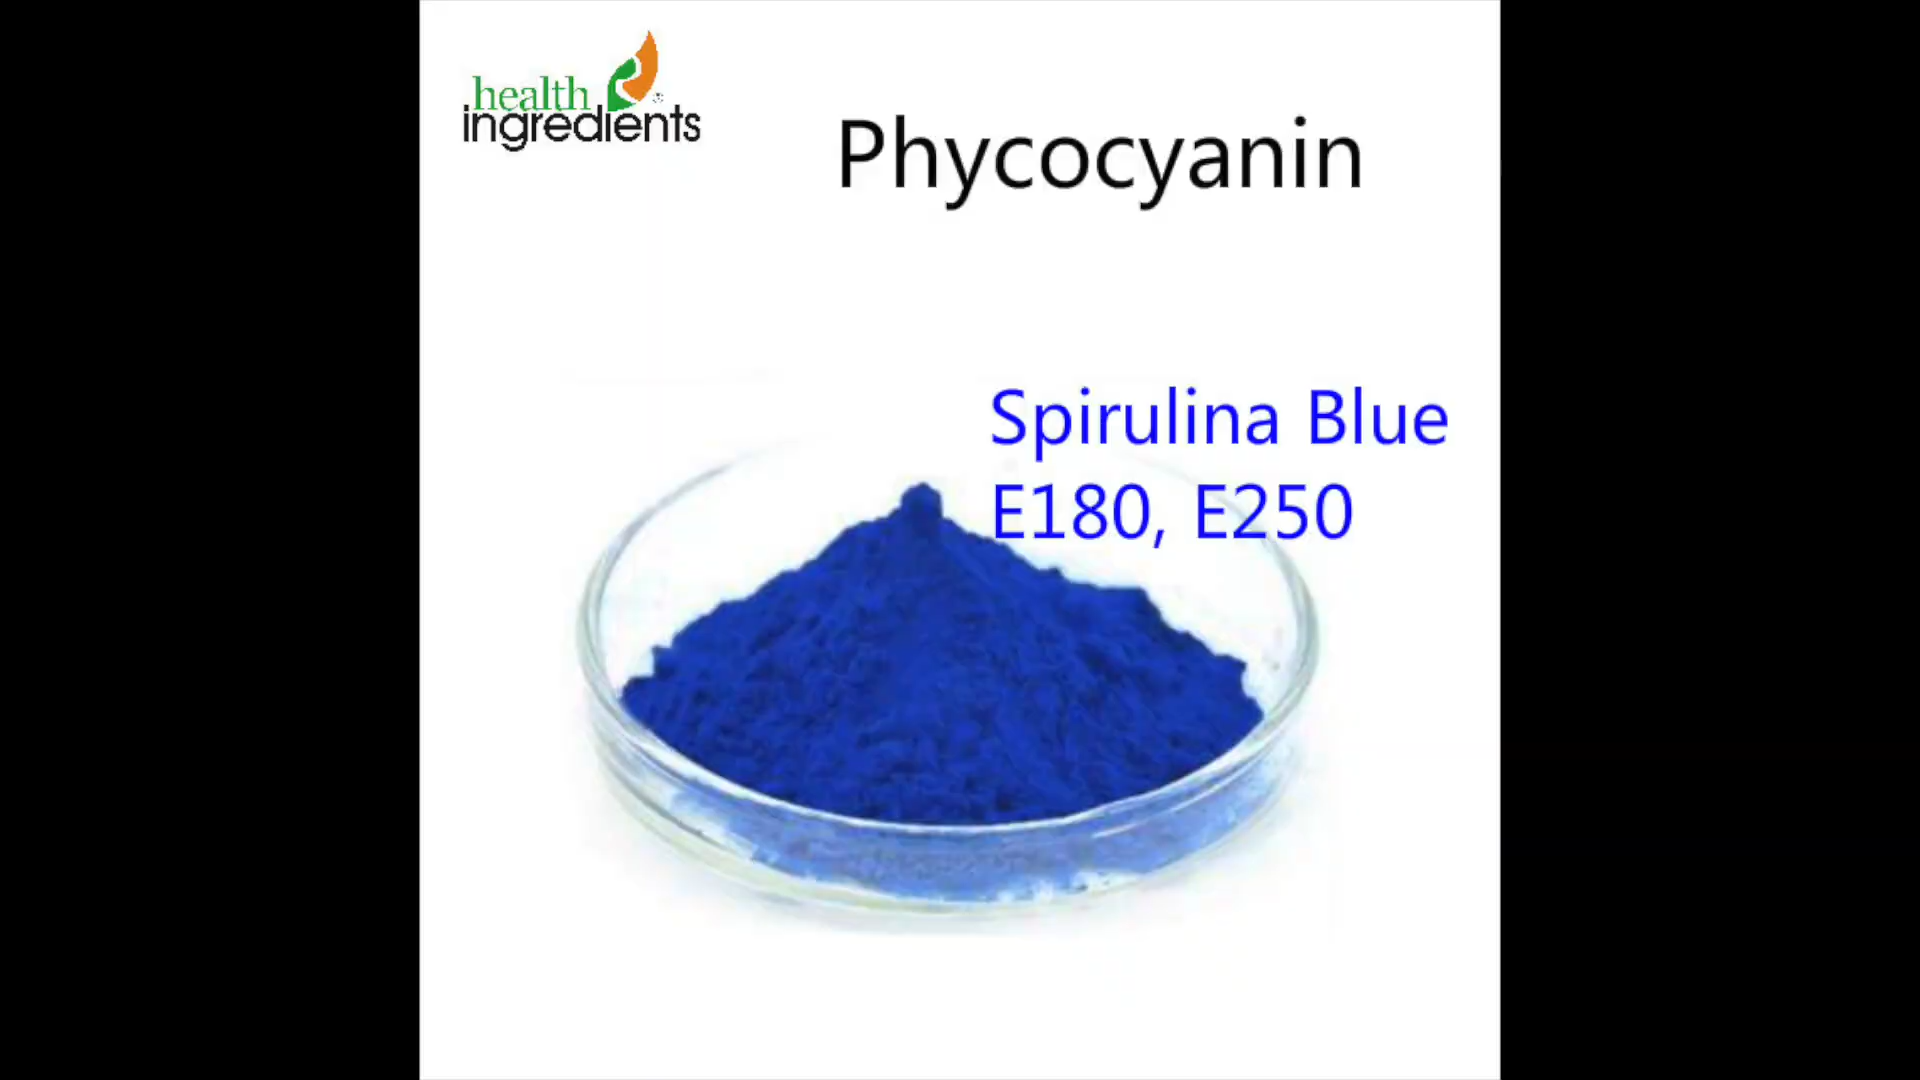 health
ingredients
Phycocyanin
Spirulina Blue
E180, E250